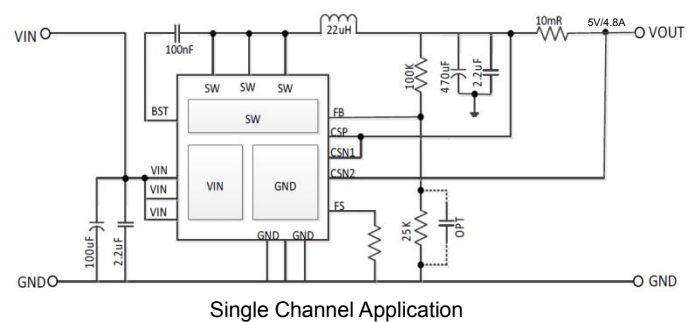 VIN
100nF
22uH
10mR
5V/4.8A
VOUT
100K
470uF
2.2uF
SW SW SW
BST
SW
FB
CSP
CSN1
VIN
VIN
GND
CSN2
VIN
VIN
FS
100uF
2.2uF
GND GND
25K
OPT
GND
GND
Single Channel Application